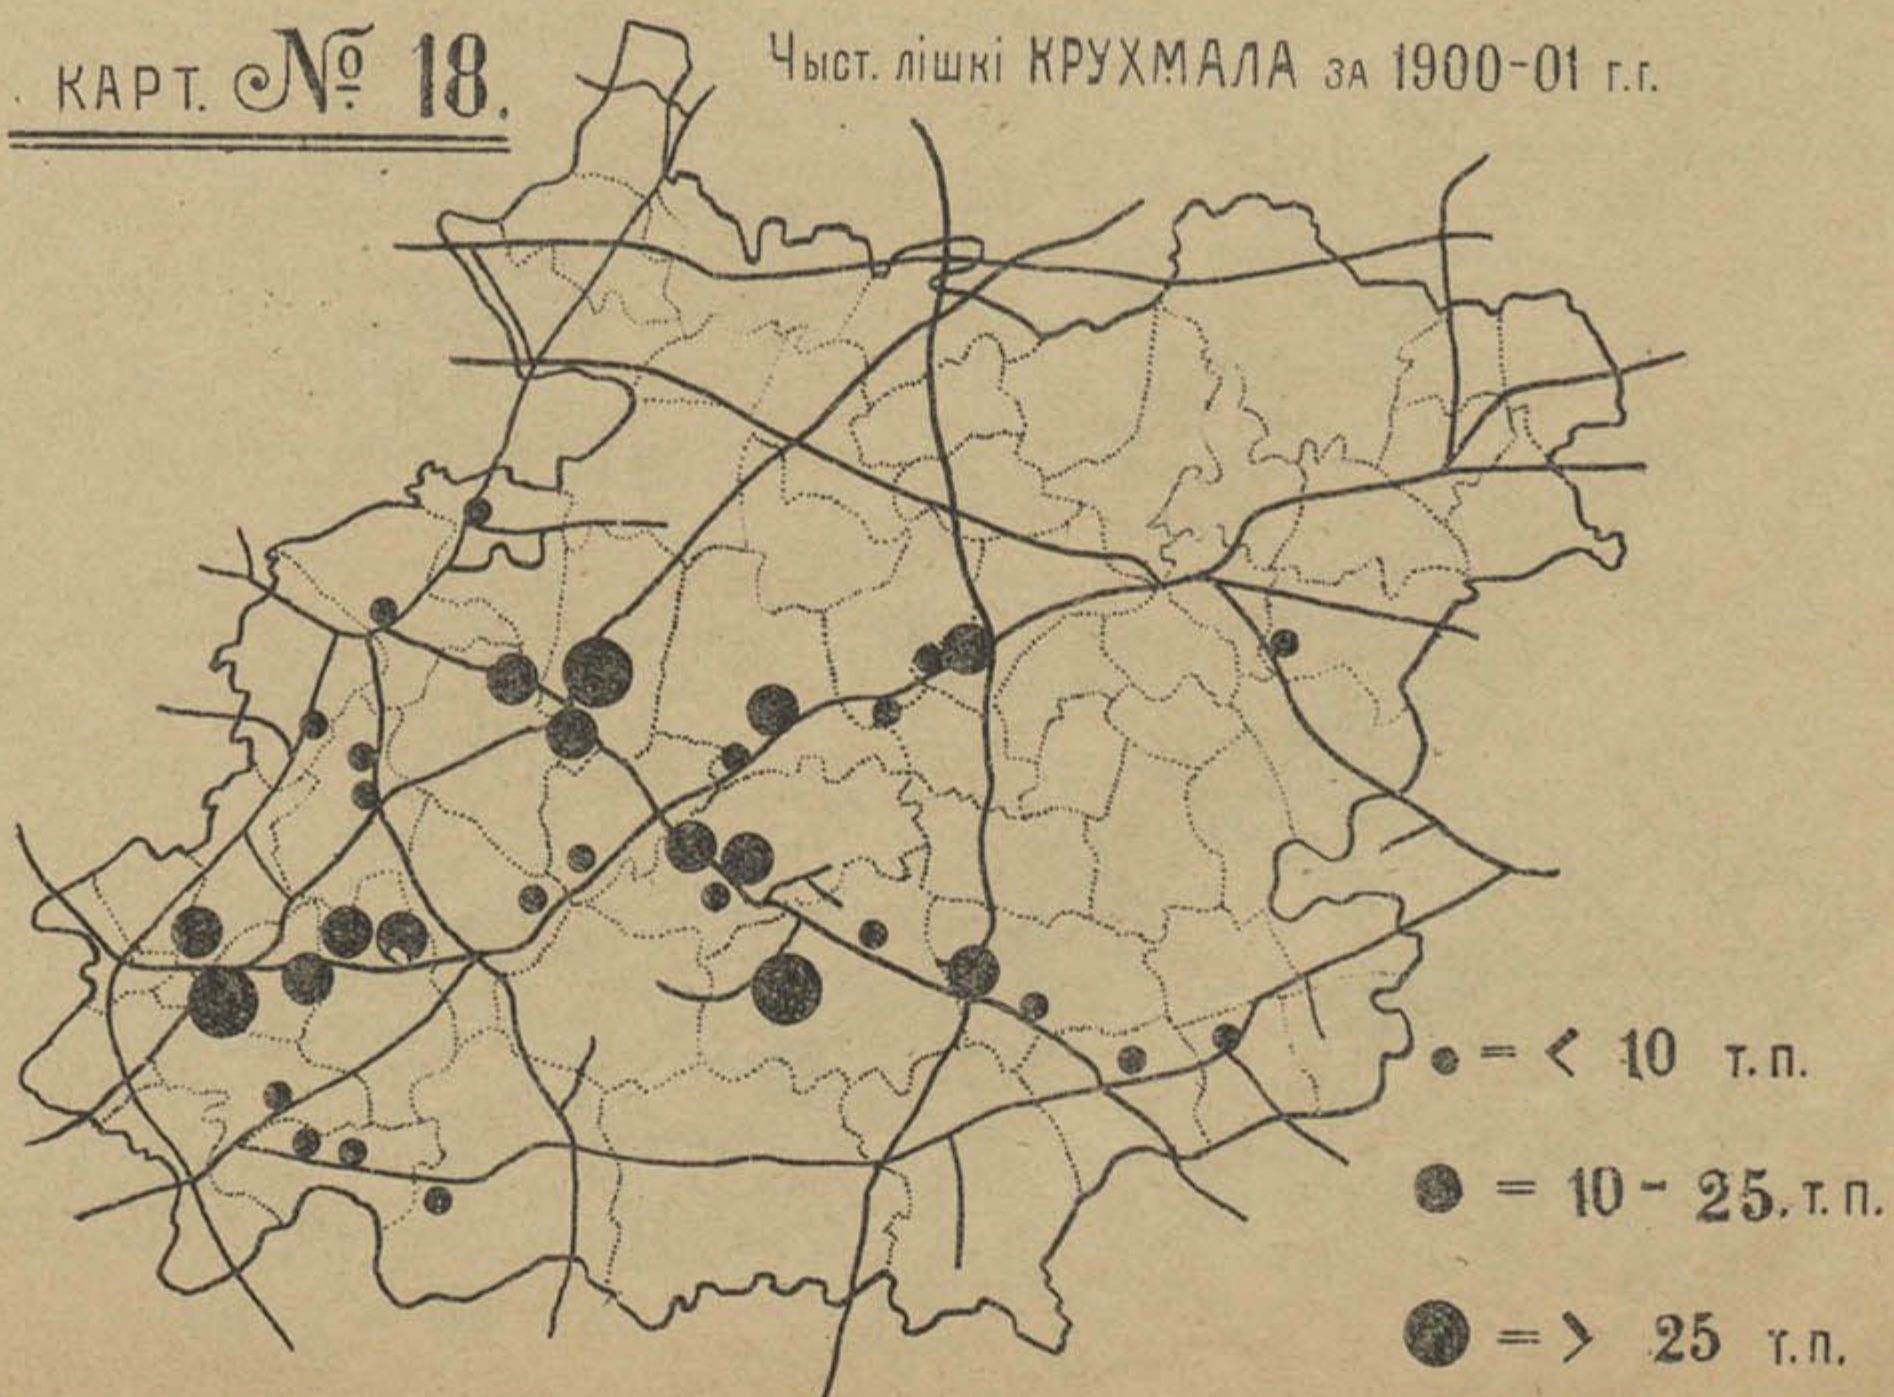 КАРТ. № 18.
Чыст. лішкі КРУХМАЛА ЗА 1900-01 г.г.
= < 10 т.п.
= 10 - 25. т.п.
= > 25 т.п.